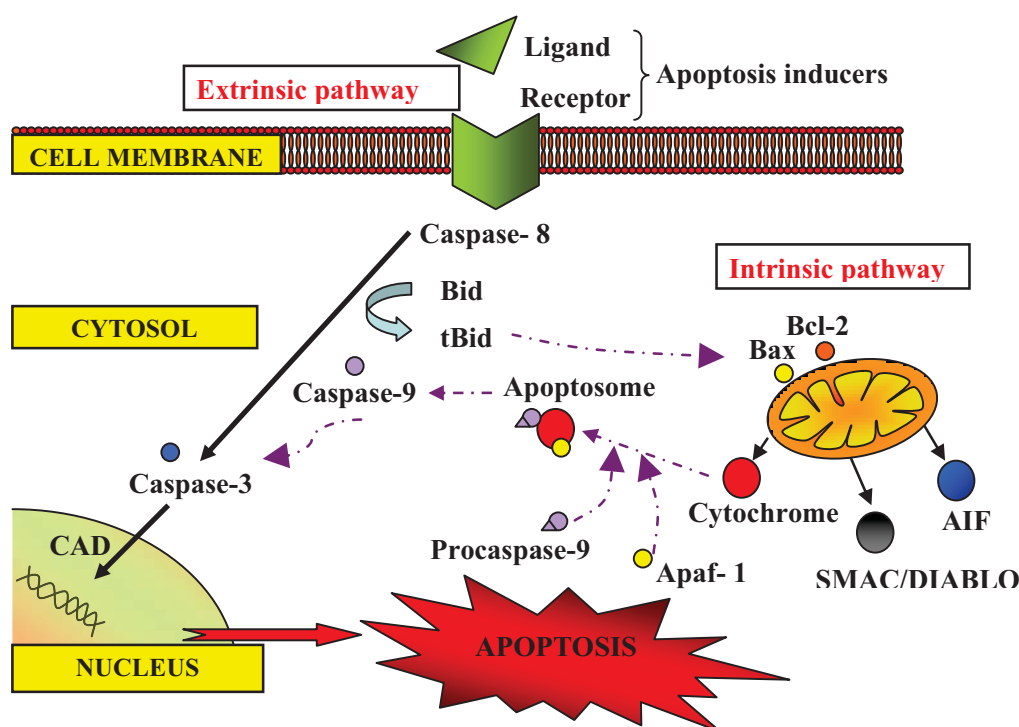 Ligand
Receptor
Apoptosis inducers
Extrinsic pathway
CELL MEMBRANE
Caspase- 8
Intrinsic pathway
Bid
tBid
CYTOSOL
Bcl-2
Bax
Caspase-9
Apoptosome
Caspase-3
Cytochrome
AIF
Procaspase-9
Apaf- 1
SMAC/DIABLO
CAD
NUCLEUS
APOPTOSIS